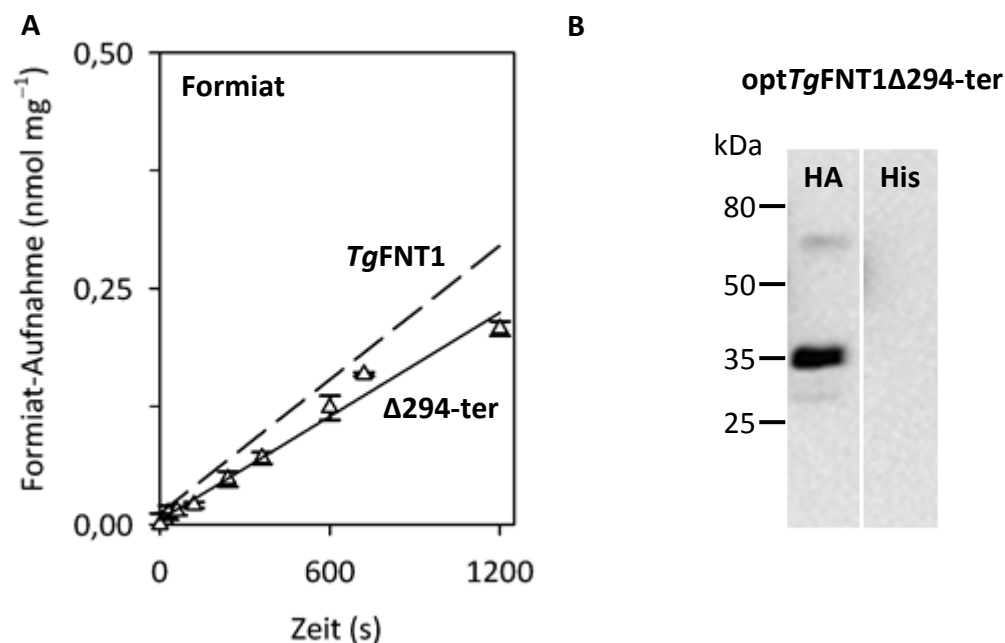 A
Formiat-Aufnahme (nmol mg⁻¹)
0,50
0,25
0,00
Formiat
TgFNT1
Δ294-ter
0
600
1200
Zeit (s)
B
optTgFNT1Δ294-ter
kDa
HA
His
80
50
35
25